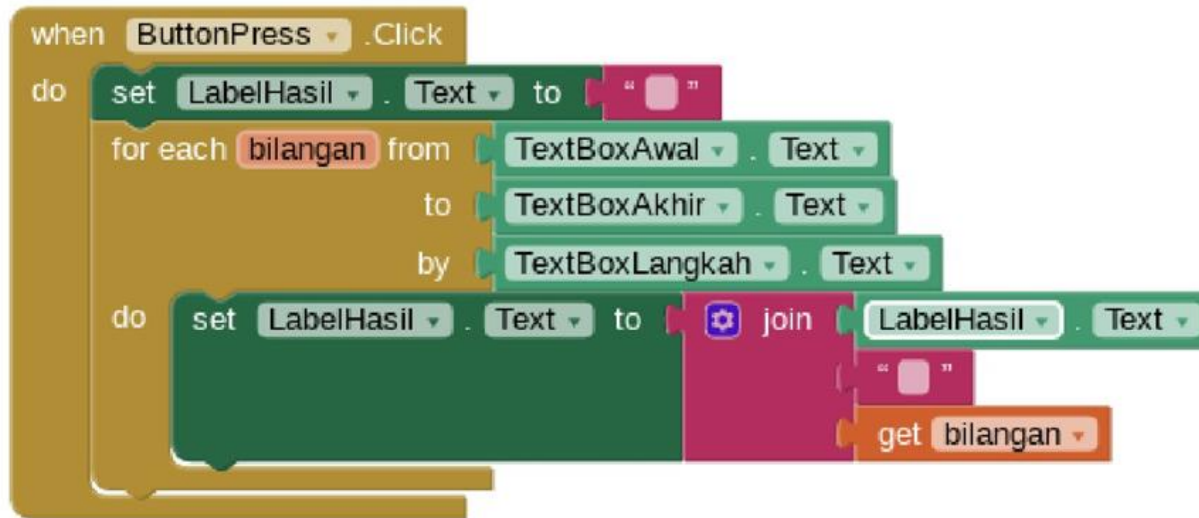 when ButtonPress .Click
do set LabelHasil . Text to “ ”
for each bilangan from TextBoxAwal . Text
to TextBoxAkhir . Text
by TextBoxLangkah . Text
do set LabelHasil . Text to join LabelHasil . Text
“ ”
get bilangan